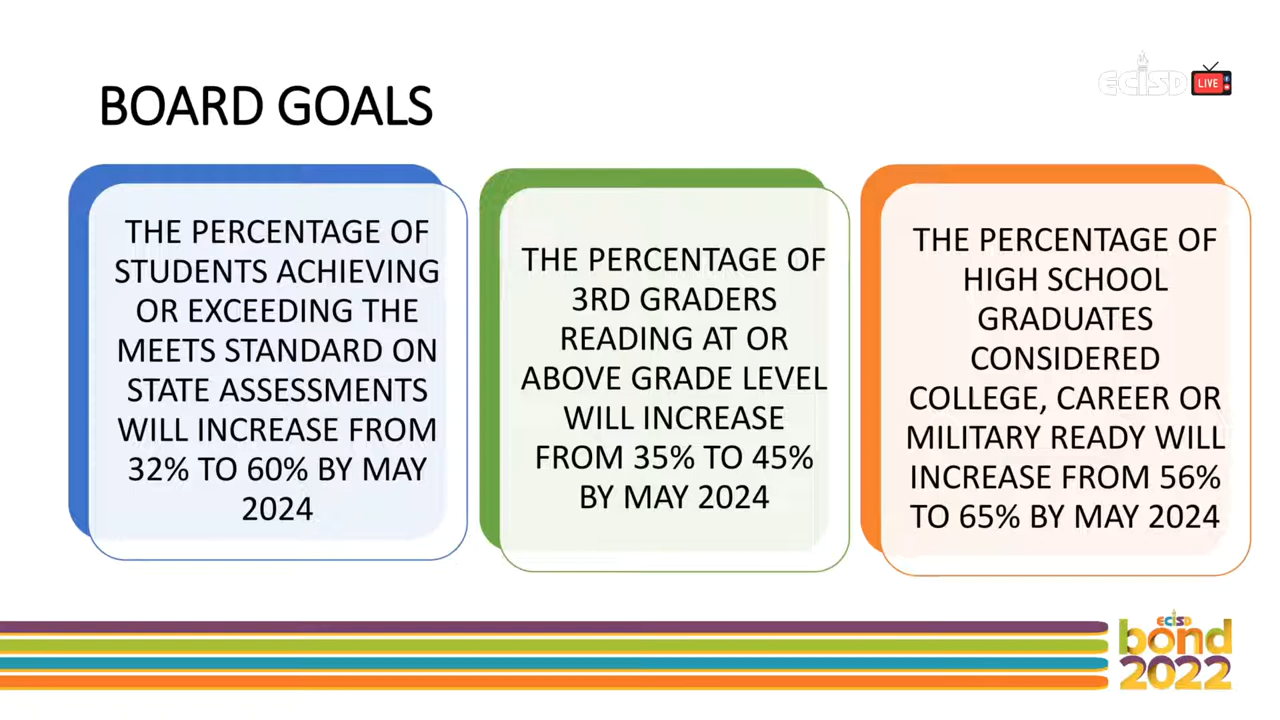 ECISD
LIVE
BOARD GOALS
THE PERCENTAGE OF
STUDENTS ACHIEVING
OR EXCEEDING THE
MEETS STANDARD ON
STATE ASSESSMENTS
WILL INCREASE FROM
32% TO 60% BY MAY
2024
THE PERCENTAGE OF
3RD GRADERS
READING AT OR
ABOVE GRADE LEVEL
WILL INCREASE
FROM 35% TO 45%
BY MAY 2024
THE PERCENTAGE OF
HIGH SCHOOL
GRADUATES
CONSIDERED
COLLEGE, CAREER OR
MILITARY READY WILL
INCREASE FROM 56%
TO 65% BY MAY 2024
ECISD
bond
2022